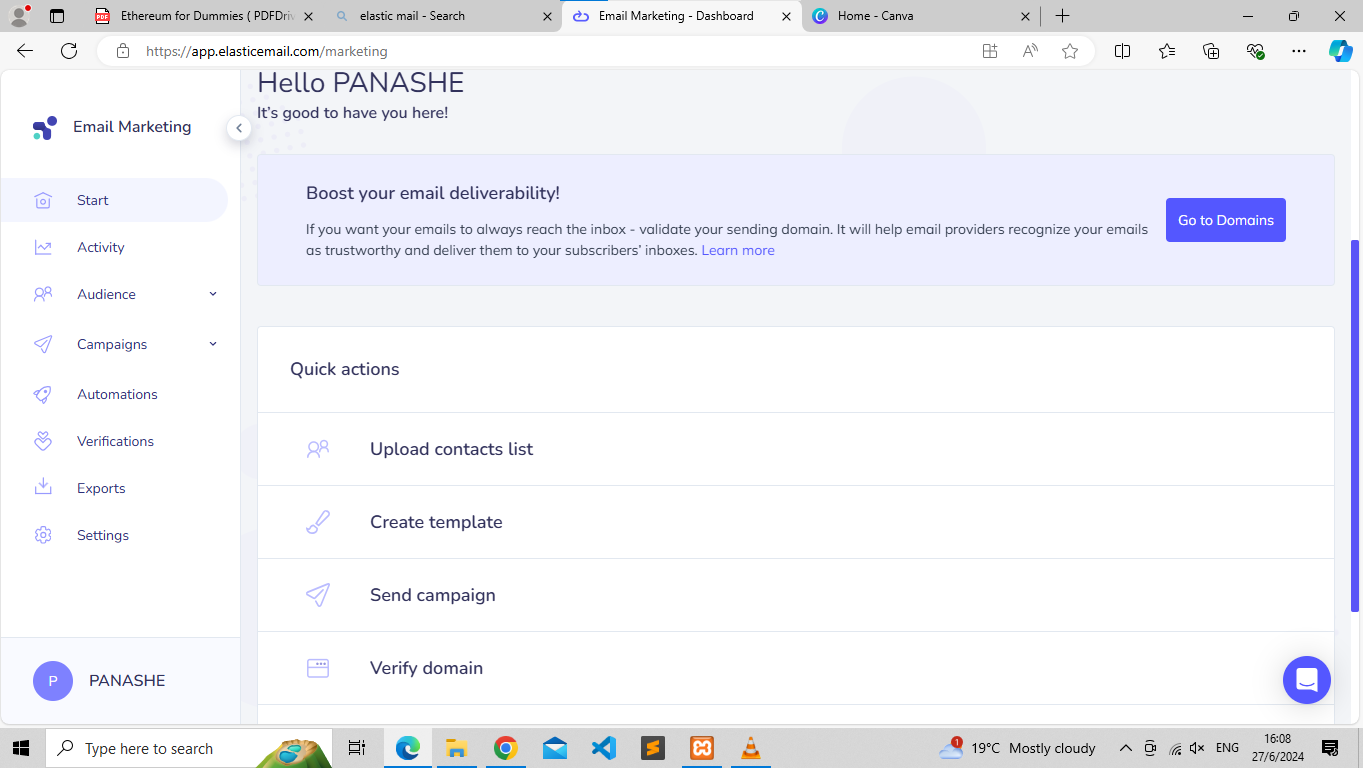 Ethereum for Dummies ( PDFDriv
elastic mail - Search
Email Marketing - Dashboard
Home - Canva
https://app.elasticemail.com/marketing
Email Marketing
Start
Activity
Audience
Campaigns
Automations
Verifications
Exports
Settings
P
PANASHE
Hello PANASHE
It's good to have you here!
Boost your email deliverability!
If you want your emails to always reach the inbox - validate your sending domain. It will help email providers recognize your emails
as trustworthy and deliver them to your subscribers' inboxes. Learn more
Go to Domains
Quick actions
Upload contacts list
Create template
Send campaign
Verify domain
Type here to search
1
19°C Mostly cloudy
ENG
16:08
27/6/2024